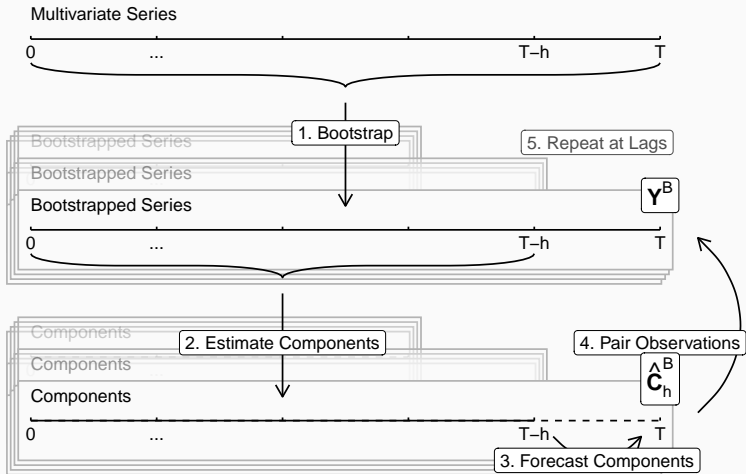 Multivariate Series
0 ... T−h T
1. Bootstrap
Bootstrapped Series
5. Repeat at Lags
Bootstrapped Series
Bootstrapped Series
Y^B
0 ... T−h T
Components
2. Estimate Components
4. Pair Observations
Components
Components
Ĉ_h^B
0 ... T−h T
3. Forecast Components